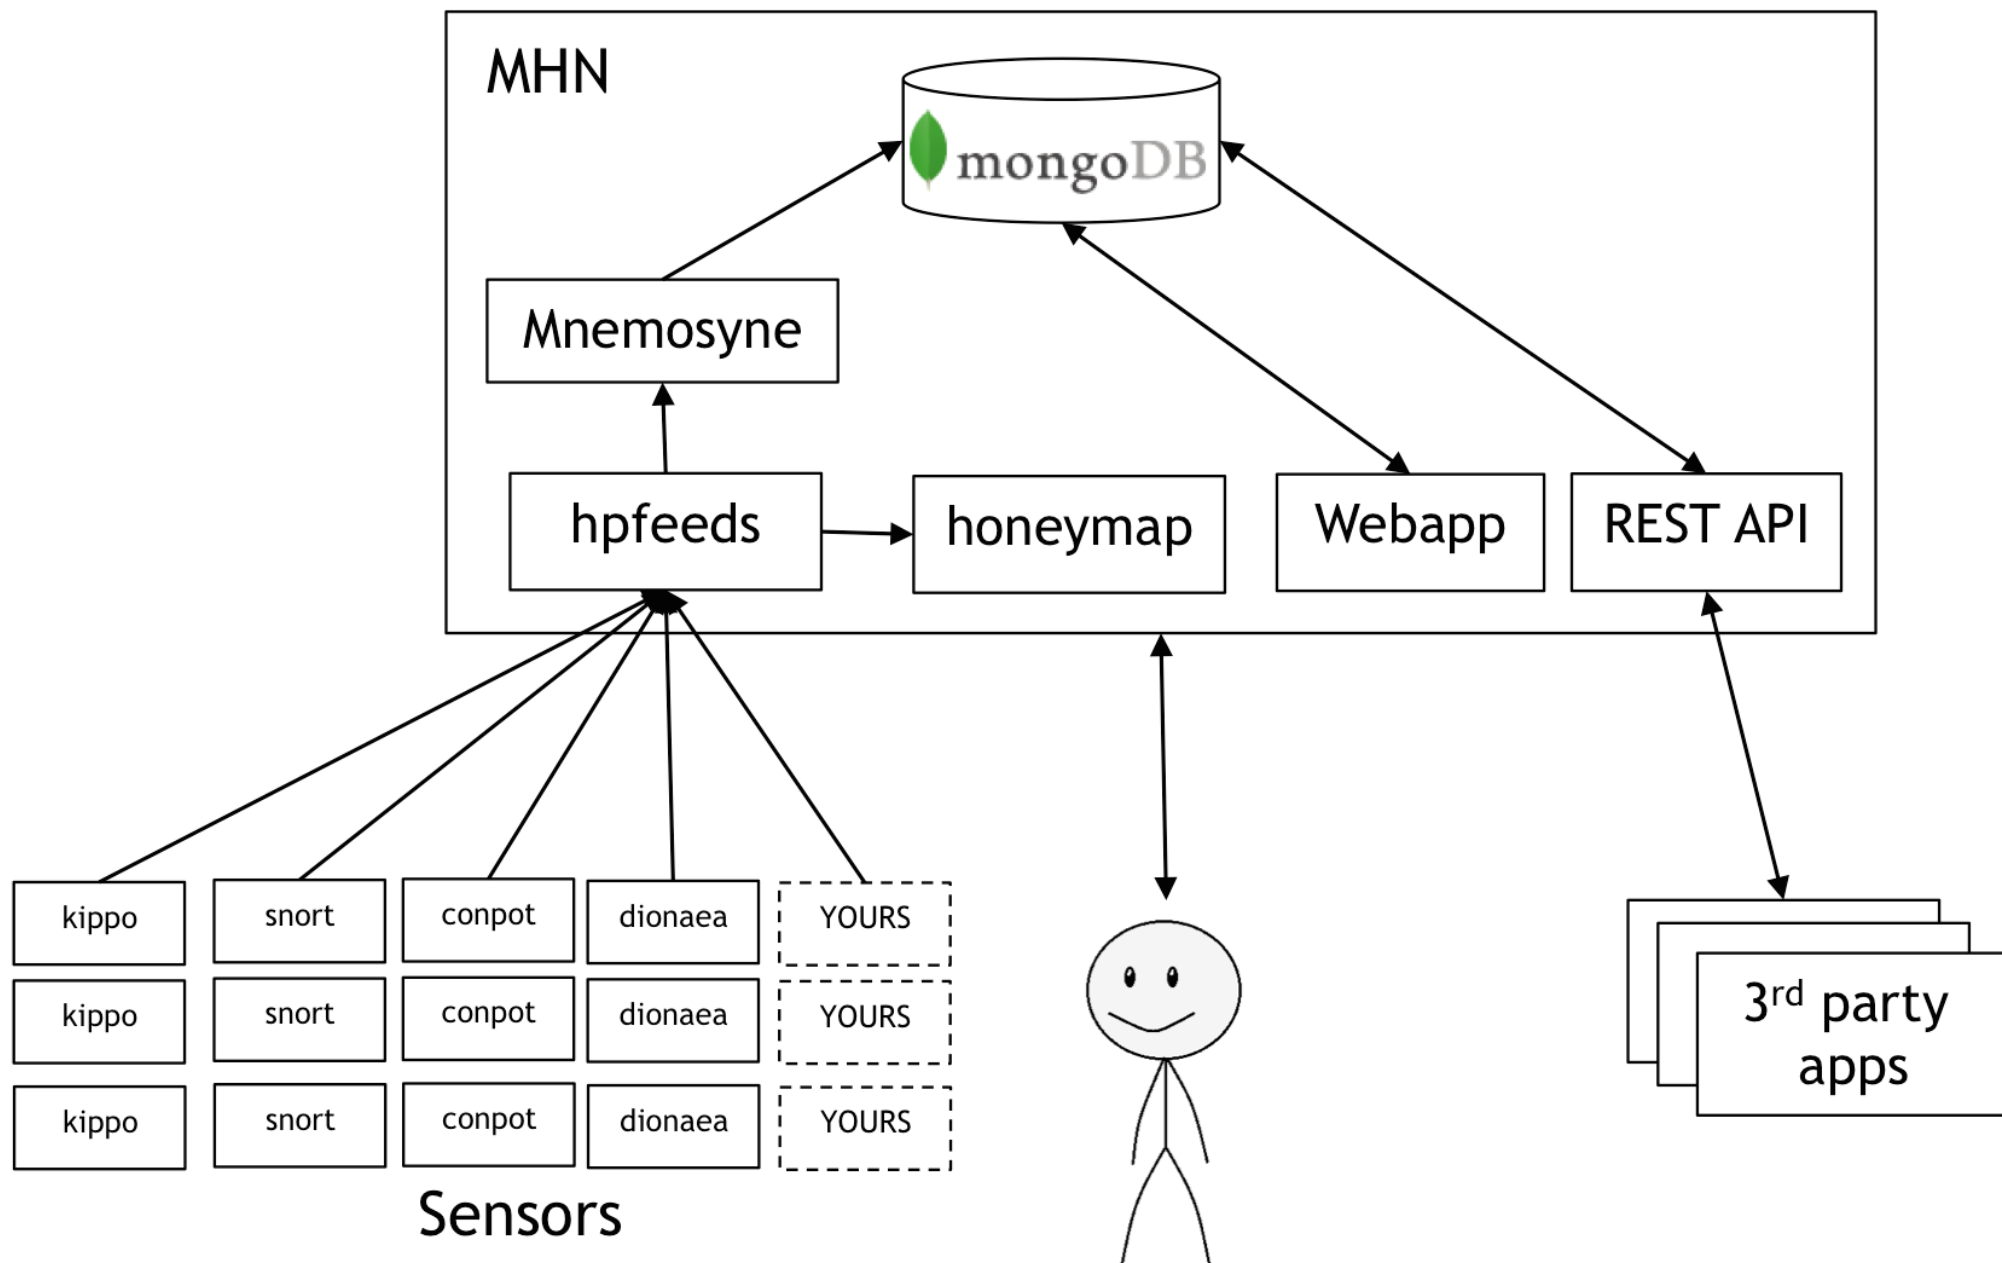 MHN
mongoDB
Mnemosyne
hpfeeds
honeymap
Webapp
REST API
kippo
snort
conpot
dionaea
YOURS
kippo
snort
conpot
dionaea
YOURS
kippo
snort
conpot
dionaea
YOURS
Sensors
3rd party
apps